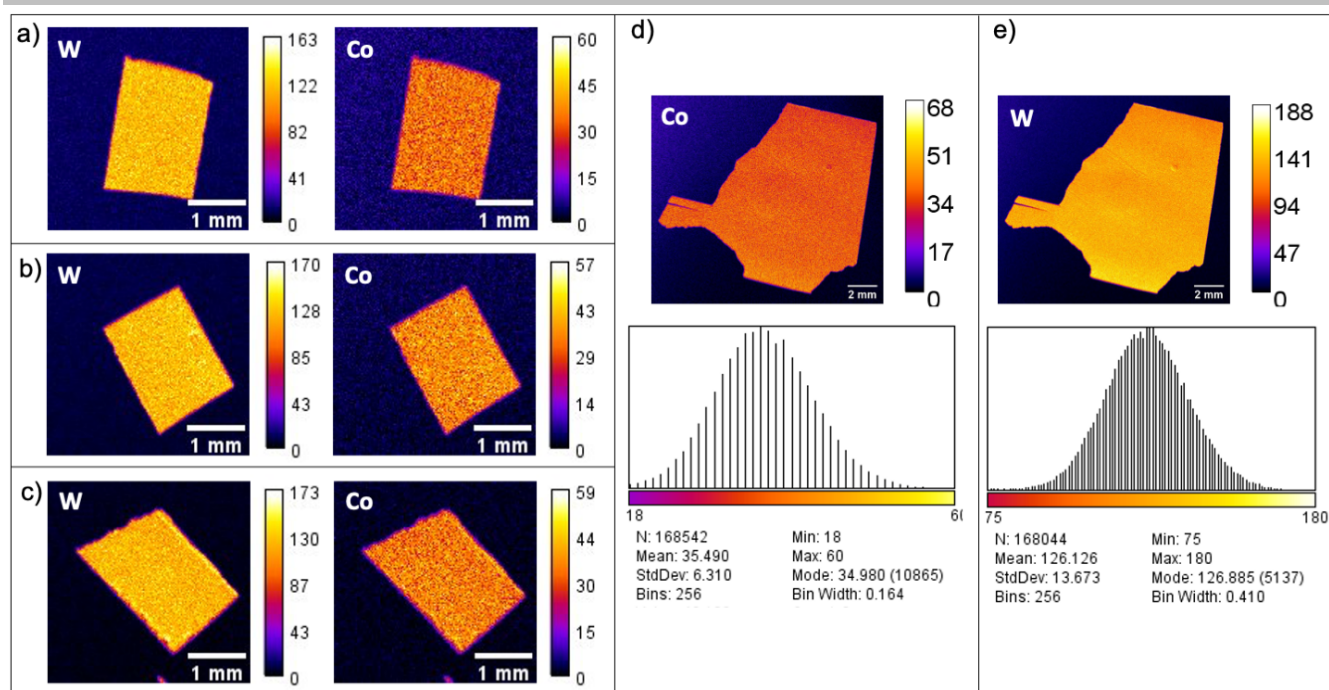 a)
W
163
122
82
41
0
1 mm
Co
60
45
30
15
0
1 mm
b)
W
170
128
85
43
0
1 mm
Co
57
43
29
14
0
1 mm
c)
W
173
130
87
43
0
1 mm
Co
59
44
30
15
0
1 mm
d)
Co
68
51
34
17
0
2 mm
18
N: 168542 Min: 18
Mean: 35.490 Max: 60
StdDev: 6.310 Mode: 34.980 (10865)
Bins: 256 Bin Width: 0.164
e)
W
188
141
94
47
0
2 mm
75 180
N: 168044 Min: 75
Mean: 126.126 Max: 180
StdDev: 13.673 Mode: 126.885 (5137)
Bins: 256 Bin Width: 0.410